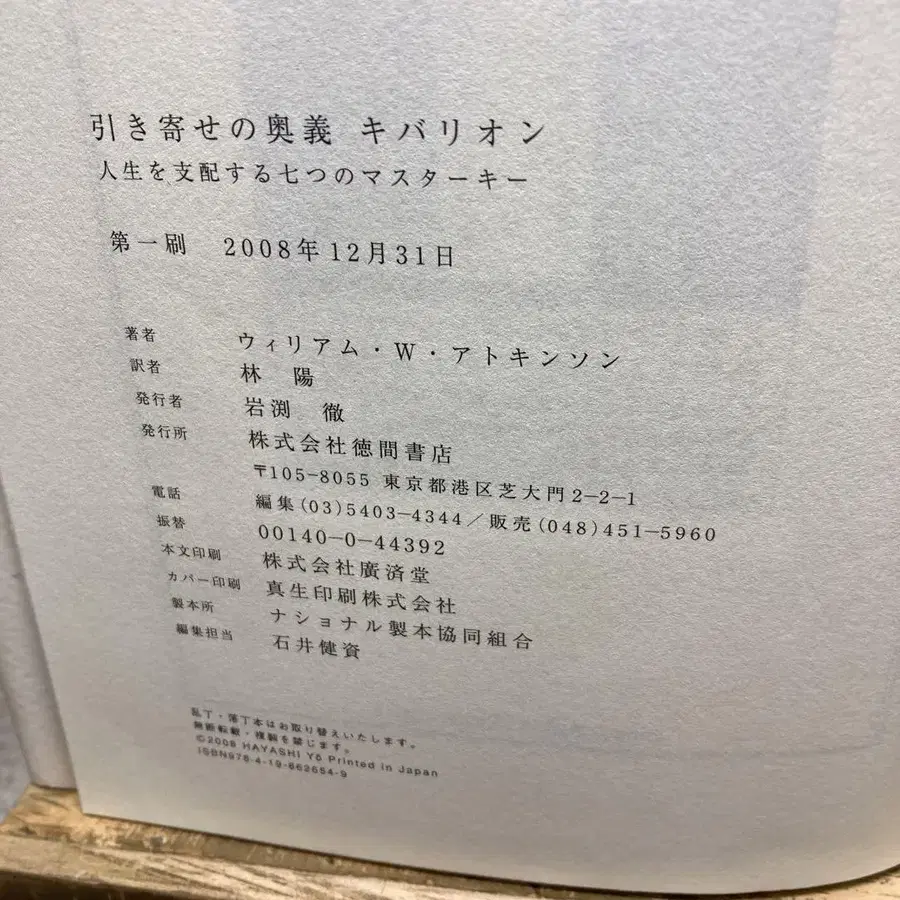 引き寄せの奥義 キバリオン
人生を支配する七つのマスターキー
第一刷 2008年12月31日
著者 ウィリアム・W・アトキンソン
訳者 林 陽
発行者 岩渕 徹
発行所 株式会社徳間書店
〒105-8055 東京都港区芝大門2-2-1
電話 編集(03)5403-4344/販売(048)451-5960
振替 00140-0-44392
本文印刷 株式会社廣済堂
カバー印刷 真生印刷株式会社
製本所 ナショナル製本協同組合
編集担当 石井健資
乱丁・落丁本はお取り替えいたします。
無断転載・複製を禁じます。
©2008 HAYASHI Yō Printed in Japan
ISBN978-4-19-862654-9